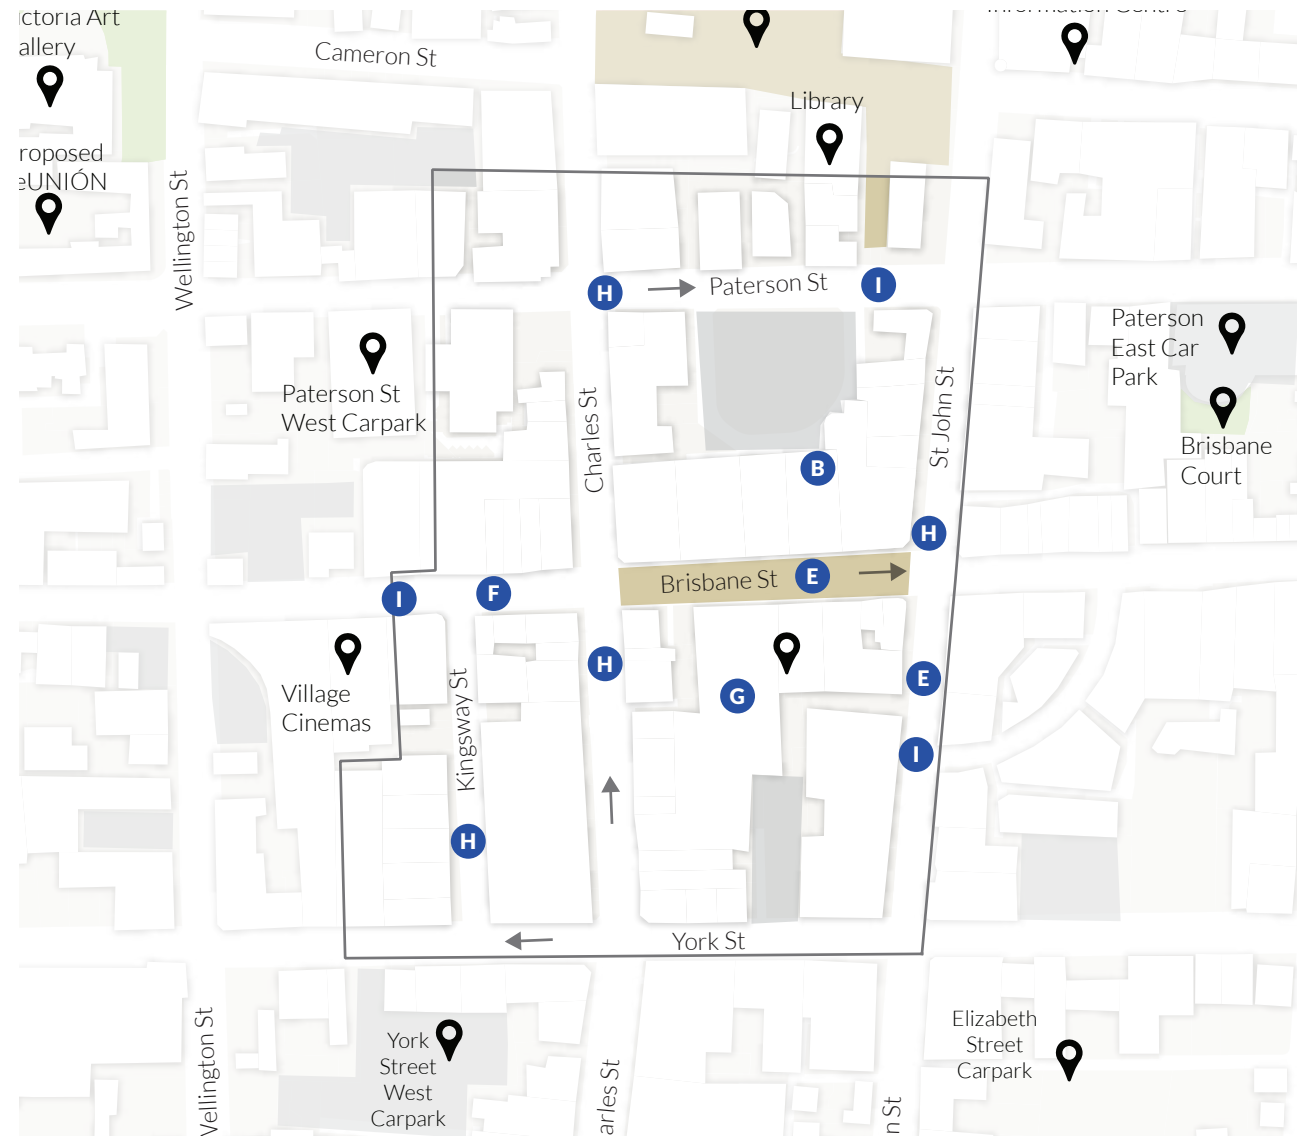 ctoria Art
allery
Cameron St
Library
roposed
eUNIÓN
Wellington St
H
Paterson St
I
Paterson
East Car
Park
Paterson St
West Carpark
Charles St
St John St
Brisbane
Court
B
H
Brisbane St
E
I
F
H
Village
Cinemas
Kingsway St
G
E
I
H
York St
Wellington St
York
Street
West
Carpark
arles St
n St
Elizabeth
Street
Carpark